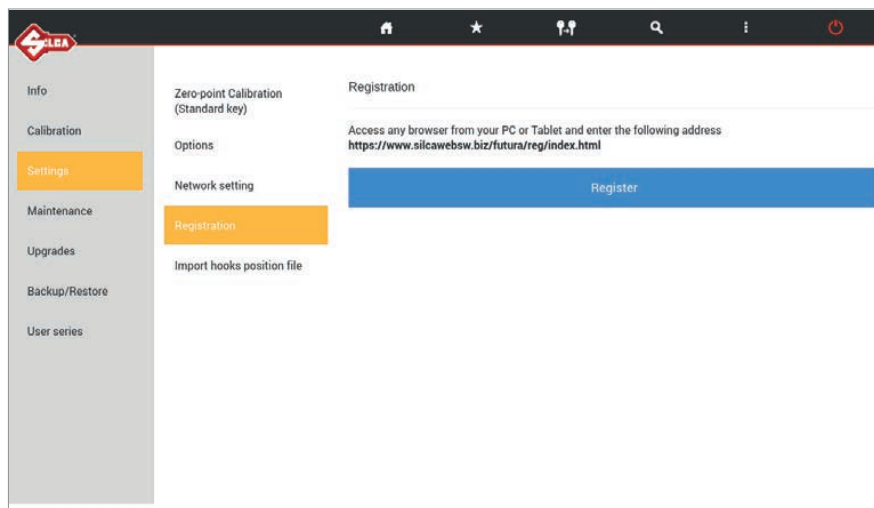 SILCA
Info
Calibration
Settings
Maintenance
Upgrades
Backup/Restore
User series
Zero-point Calibration
(Standard key)
Options
Network setting
Registration
Import hooks position file
Registration
Access any browser from your PC or Tablet and enter the following address
https://www.silcawebsw.biz/futura/reg/index.html
Register